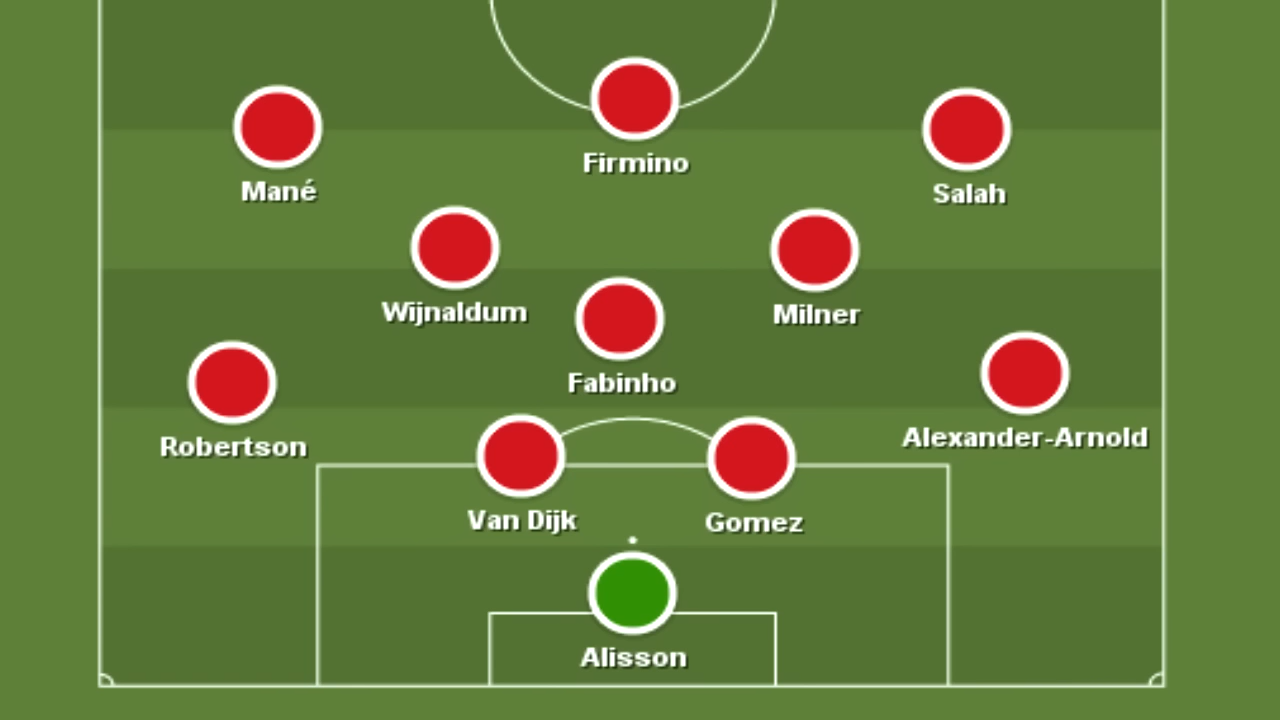 Firmino
Mané
Salah
Wijnaldum
Milner
Fabinho
Robertson
Alexander-Arnold
Van Dijk
Gomez
Alisson